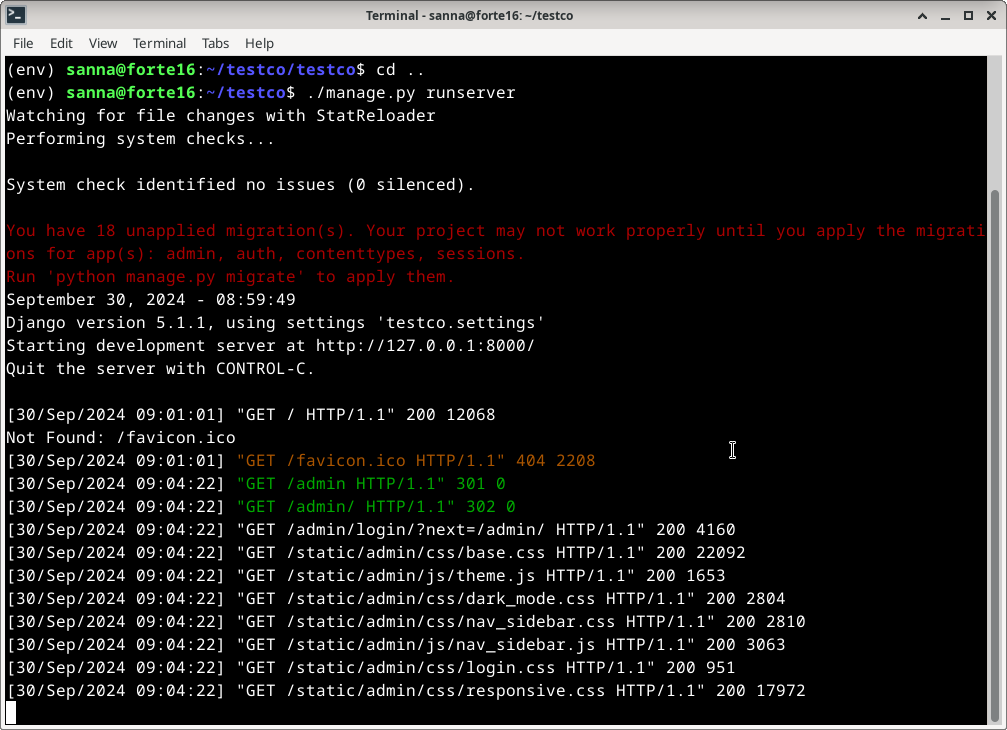 Terminal - sanna@forte16: ~/testco
File Edit View Terminal Tabs Help
(env) sanna@forte16:~/testco/testco$ cd ..
(env) sanna@forte16:~/testco$ ./manage.py runserver
Watching for file changes with StatReloader
Performing system checks...
System check identified no issues (0 silenced).
You have 18 unapplied migration(s). Your project may not work properly until you apply the migrati
ons for app(s): admin, auth, contenttypes, sessions.
Run 'python manage.py migrate' to apply them.
September 30, 2024 - 08:59:49
Django version 5.1.1, using settings 'testco.settings'
Starting development server at http://127.0.0.1:8000/
Quit the server with CONTROL-C.
[30/Sep/2024 09:01:01] "GET / HTTP/1.1" 200 12068
Not Found: /favicon.ico
[30/Sep/2024 09:01:01] "GET /favicon.ico HTTP/1.1" 404 2208
[30/Sep/2024 09:04:22] "GET /admin HTTP/1.1" 301 0
[30/Sep/2024 09:04:22] "GET /admin/ HTTP/1.1" 302 0
[30/Sep/2024 09:04:22] "GET /admin/login/?next=/admin/ HTTP/1.1" 200 4160
[30/Sep/2024 09:04:22] "GET /static/admin/css/base.css HTTP/1.1" 200 22092
[30/Sep/2024 09:04:22] "GET /static/admin/js/theme.js HTTP/1.1" 200 1653
[30/Sep/2024 09:04:22] "GET /static/admin/css/dark_mode.css HTTP/1.1" 200 2804
[30/Sep/2024 09:04:22] "GET /static/admin/css/nav_sidebar.css HTTP/1.1" 200 2810
[30/Sep/2024 09:04:22] "GET /static/admin/js/nav_sidebar.js HTTP/1.1" 200 3063
[30/Sep/2024 09:04:22] "GET /static/admin/css/login.css HTTP/1.1" 200 951
[30/Sep/2024 09:04:22] "GET /static/admin/css/responsive.css HTTP/1.1" 200 17972